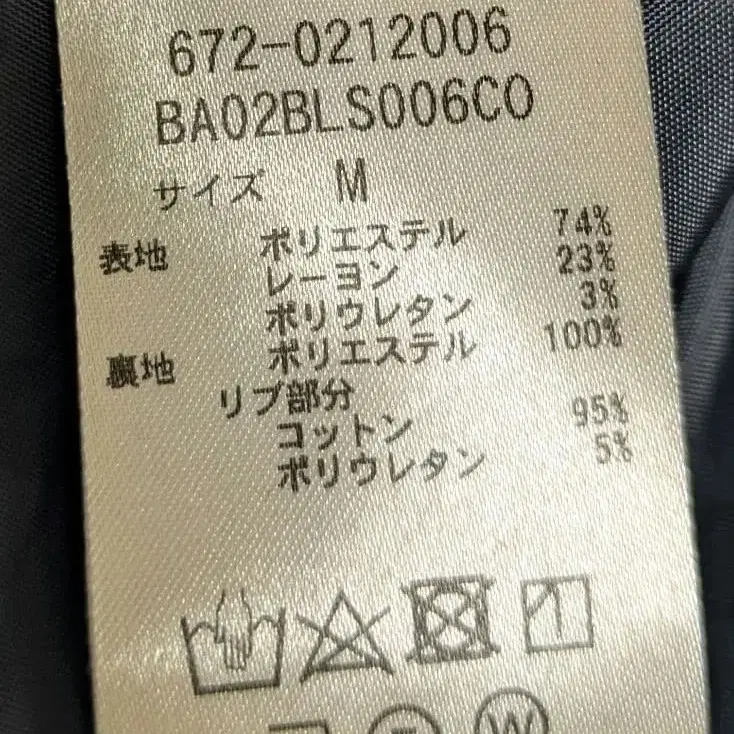 672-0212006
BA02BLS006CO
サイズ M
表地 ポリエステル 74%
レーヨン 23%
ポリウレタン 3%
裏地 ポリエステル 100%
リブ部分
コットン 95%
ポリウレタン 5%
W